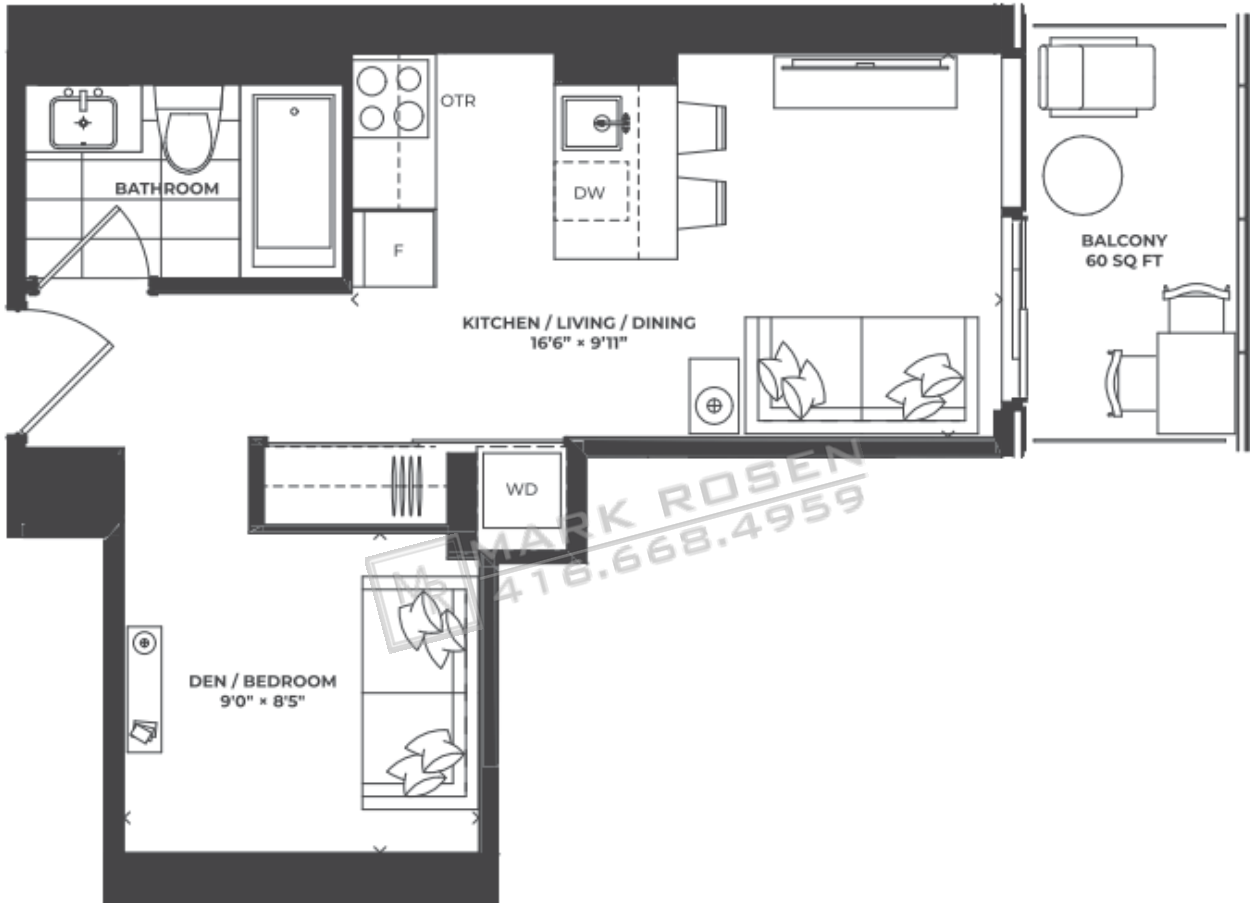 OTR
BATHROOM
DW
F
BALCONY
60 SQ FT
KITCHEN / LIVING / DINING
16'6" × 9'11"
WD
MARK ROSEN
416.668.4959
MR
DEN / BEDROOM
9'0" × 8'5"